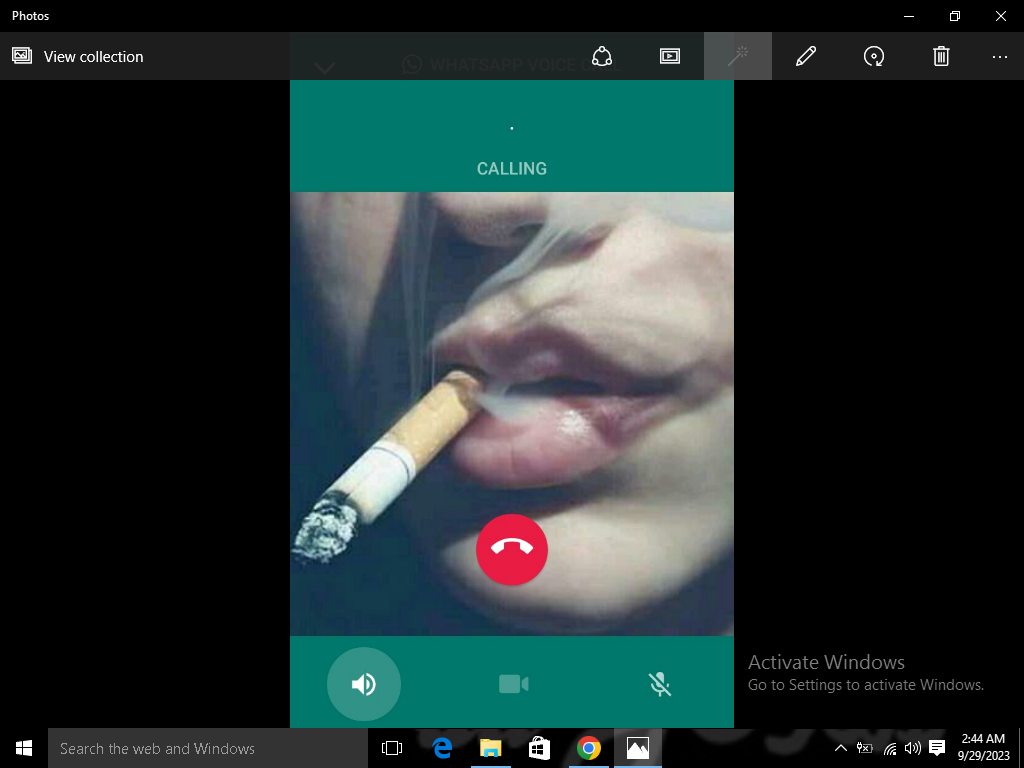 Photos
View collection
WHATSAPP VOICE
.
CALLING
Activate Windows
Go to Settings to activate Windows.
Search the web and Windows
2:44 AM
9/29/2023